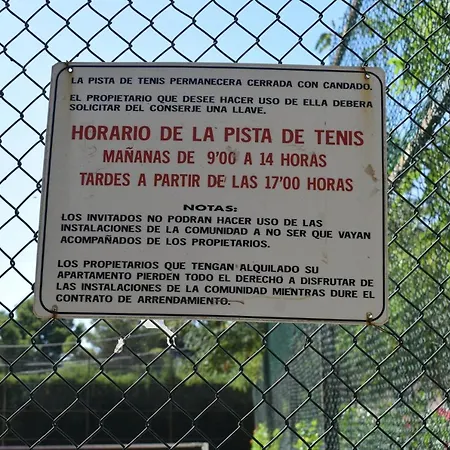 LA PISTA DE TENIS PERMANECERA CERRADA CON CANDADO.
EL PROPIETARIO QUE DESEE HACER USO DE ELLA DEBERA
SOLICITAR DEL CONSERJE UNA LLAVE.
HORARIO DE LA PISTA DE TENIS
MAÑANAS DE 9'00 A 14 HORAS
TARDES A PARTIR DE LAS 17'00 HORAS
NOTAS:
LOS INVITADOS NO PODRAN HACER USO DE LAS
INSTALACIONES DE LA COMUNIDAD A NO SER QUE VAYAN
ACOMPAÑADOS DE LOS PROPIETARIOS.
LOS PROPIETARIOS QUE TENGAN ALQUILADO SU
APARTAMENTO PIERDEN TODO EL DERECHO A DISFRUTAR DE
LAS INSTALACIONES DE LA COMUNIDAD MIENTRAS DURE EL
CONTRATO DE ARRENDAMIENTO.